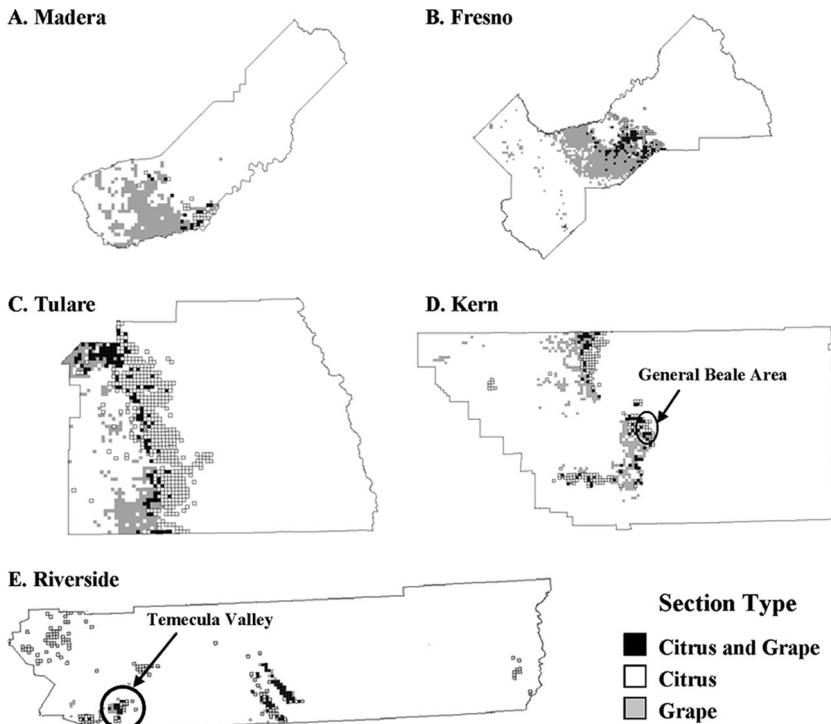 A. Madera
B. Fresno
C. Tulare
D. Kern
General Beale Area
E. Riverside
Temecula Valley
Section Type
Citrus and Grape
Citrus
Grape